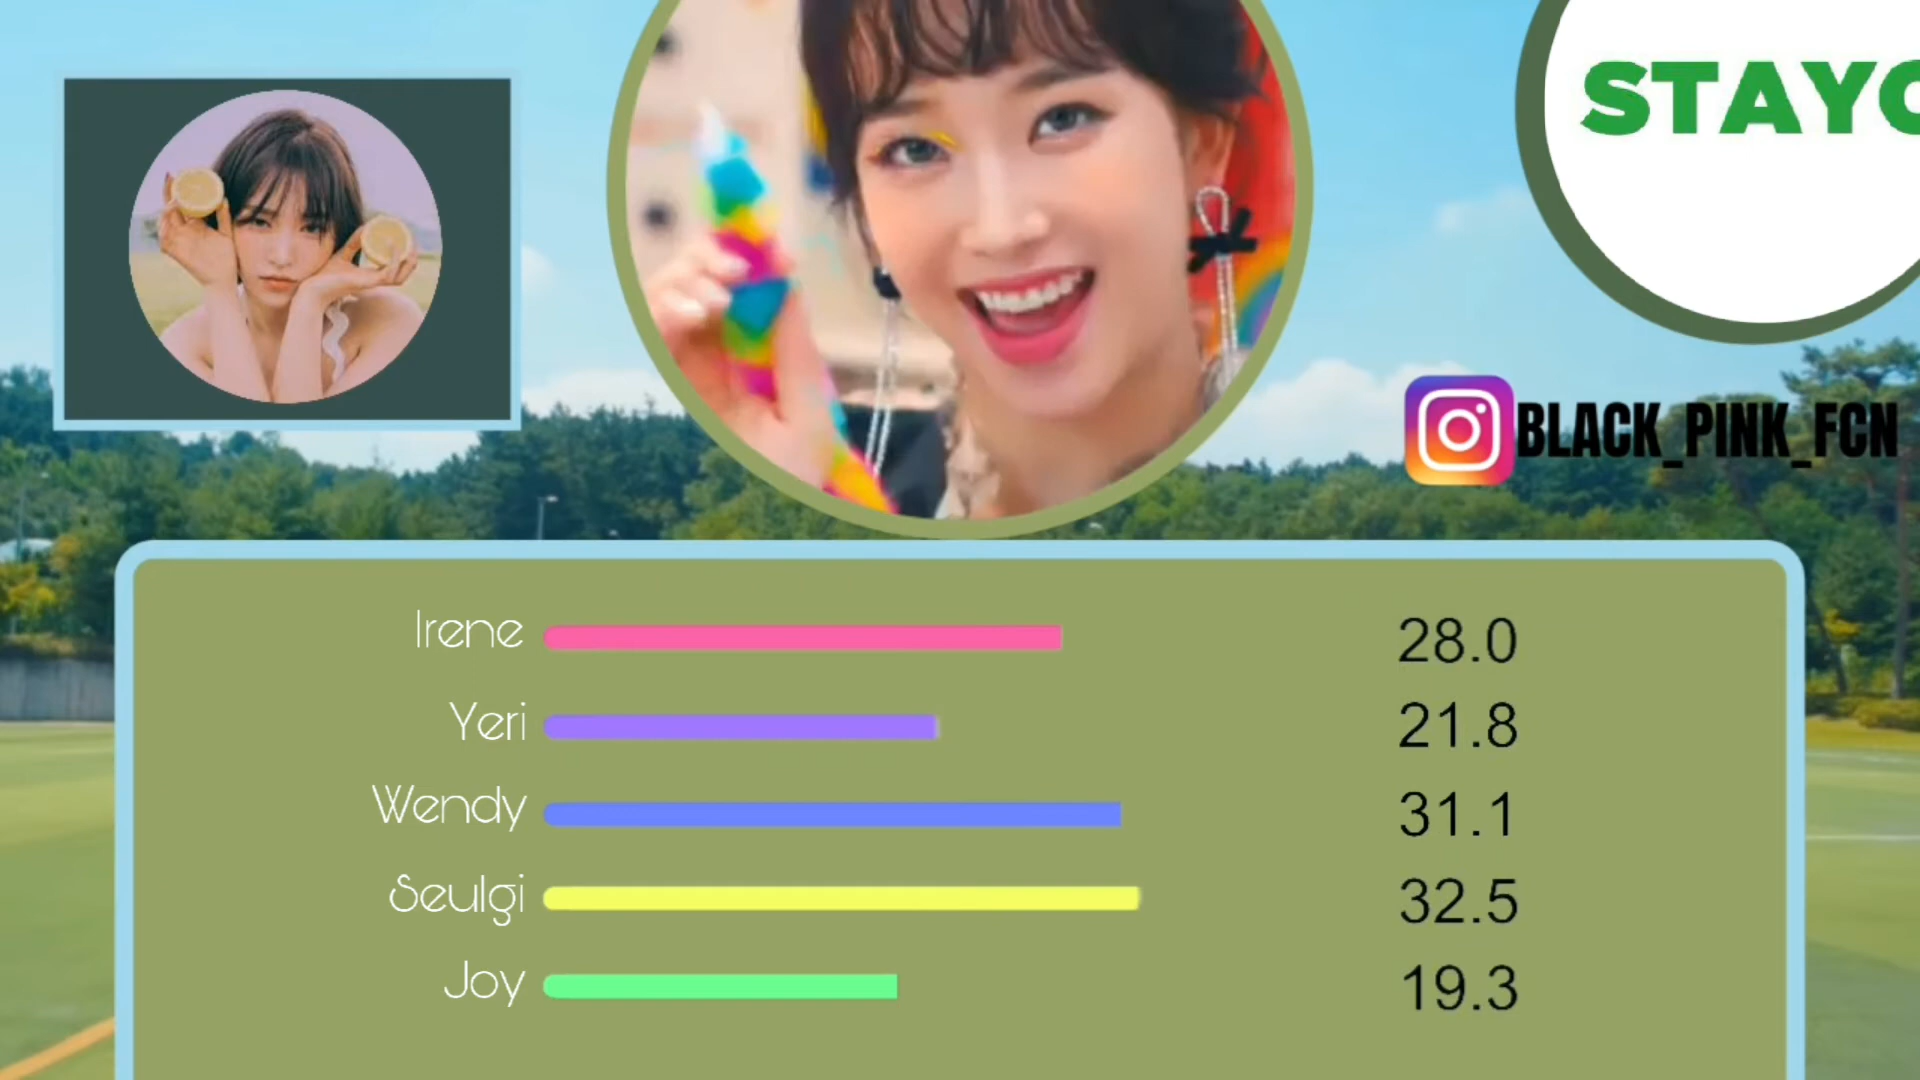 STAYC
BLACK_PINK_FCN
Irene 28.0
Yeri 21.8
Wendy 31.1
Seulgi 32.5
Joy 19.3